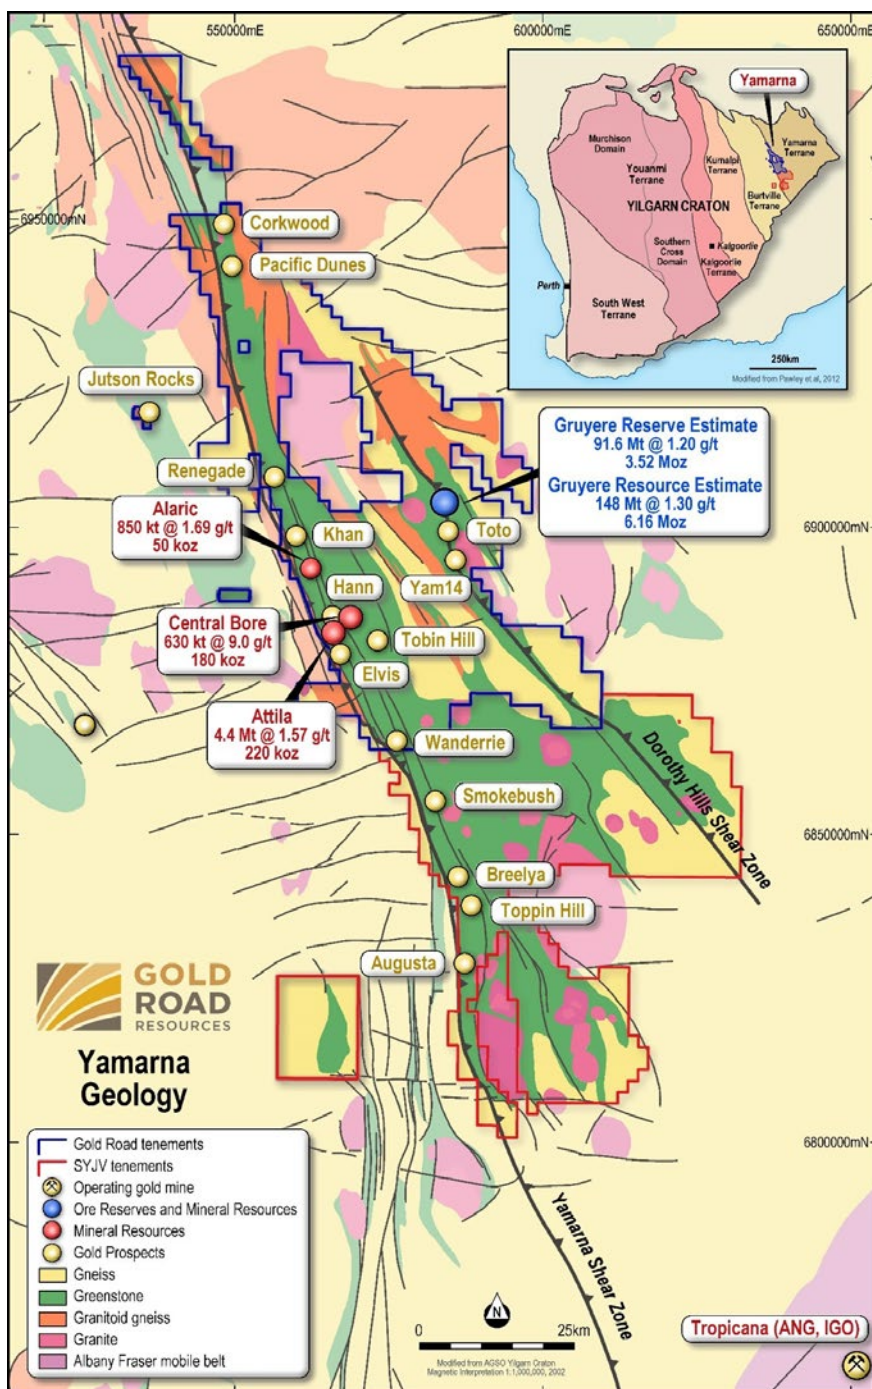 550000mE
600000mE
650000mE
6950000mN
6900000mN
6850000mN
6800000mN
Yamarna
Murchison
Domain
Youanmi
Terrane
Kurnalpi
Terrane
Yamarna
Terrane
Burtville
Terrane
YILGARN CRATON
Southern
Cross
Domain
Kalgoorlie
Kalgoorlie
Terrane
Perth
South West
Terrane
250km
Modified from Pawley et.al, 2012
Corkwood
Pacific Dunes
Jutson Rocks
Renegade
Gruyere Reserve Estimate
91.6 Mt @ 1.20 g/t
3.52 Moz
Gruyere Resource Estimate
148 Mt @ 1.30 g/t
6.16 Moz
Alaric
850 kt @ 1.69 g/t
50 koz
Khan
Toto
Hann
Yam14
Central Bore
630 kt @ 9.0 g/t
180 koz
Tobin Hill
Elvis
Attila
4.4 Mt @ 1.57 g/t
220 koz
Wanderrie
Dorothy Hills Shear Zone
Smokebush
Breelya
Toppin Hill
Augusta
GOLD
ROAD
RESOURCES
Yamarna
Geology
Gold Road tenements
SYJV tenements
Operating gold mine
Ore Reserves and Mineral Resources
Mineral Resources
Gold Prospects
Gneiss
Greenstone
Granitoid gneiss
Granite
Albany Fraser mobile belt
Yamarna Shear Zone
N
0
25km
Modified from AGSO Yilgarn Craton
Magnetic Interpretation 1:1,000,000, 2002
Tropicana (ANG, IGO)